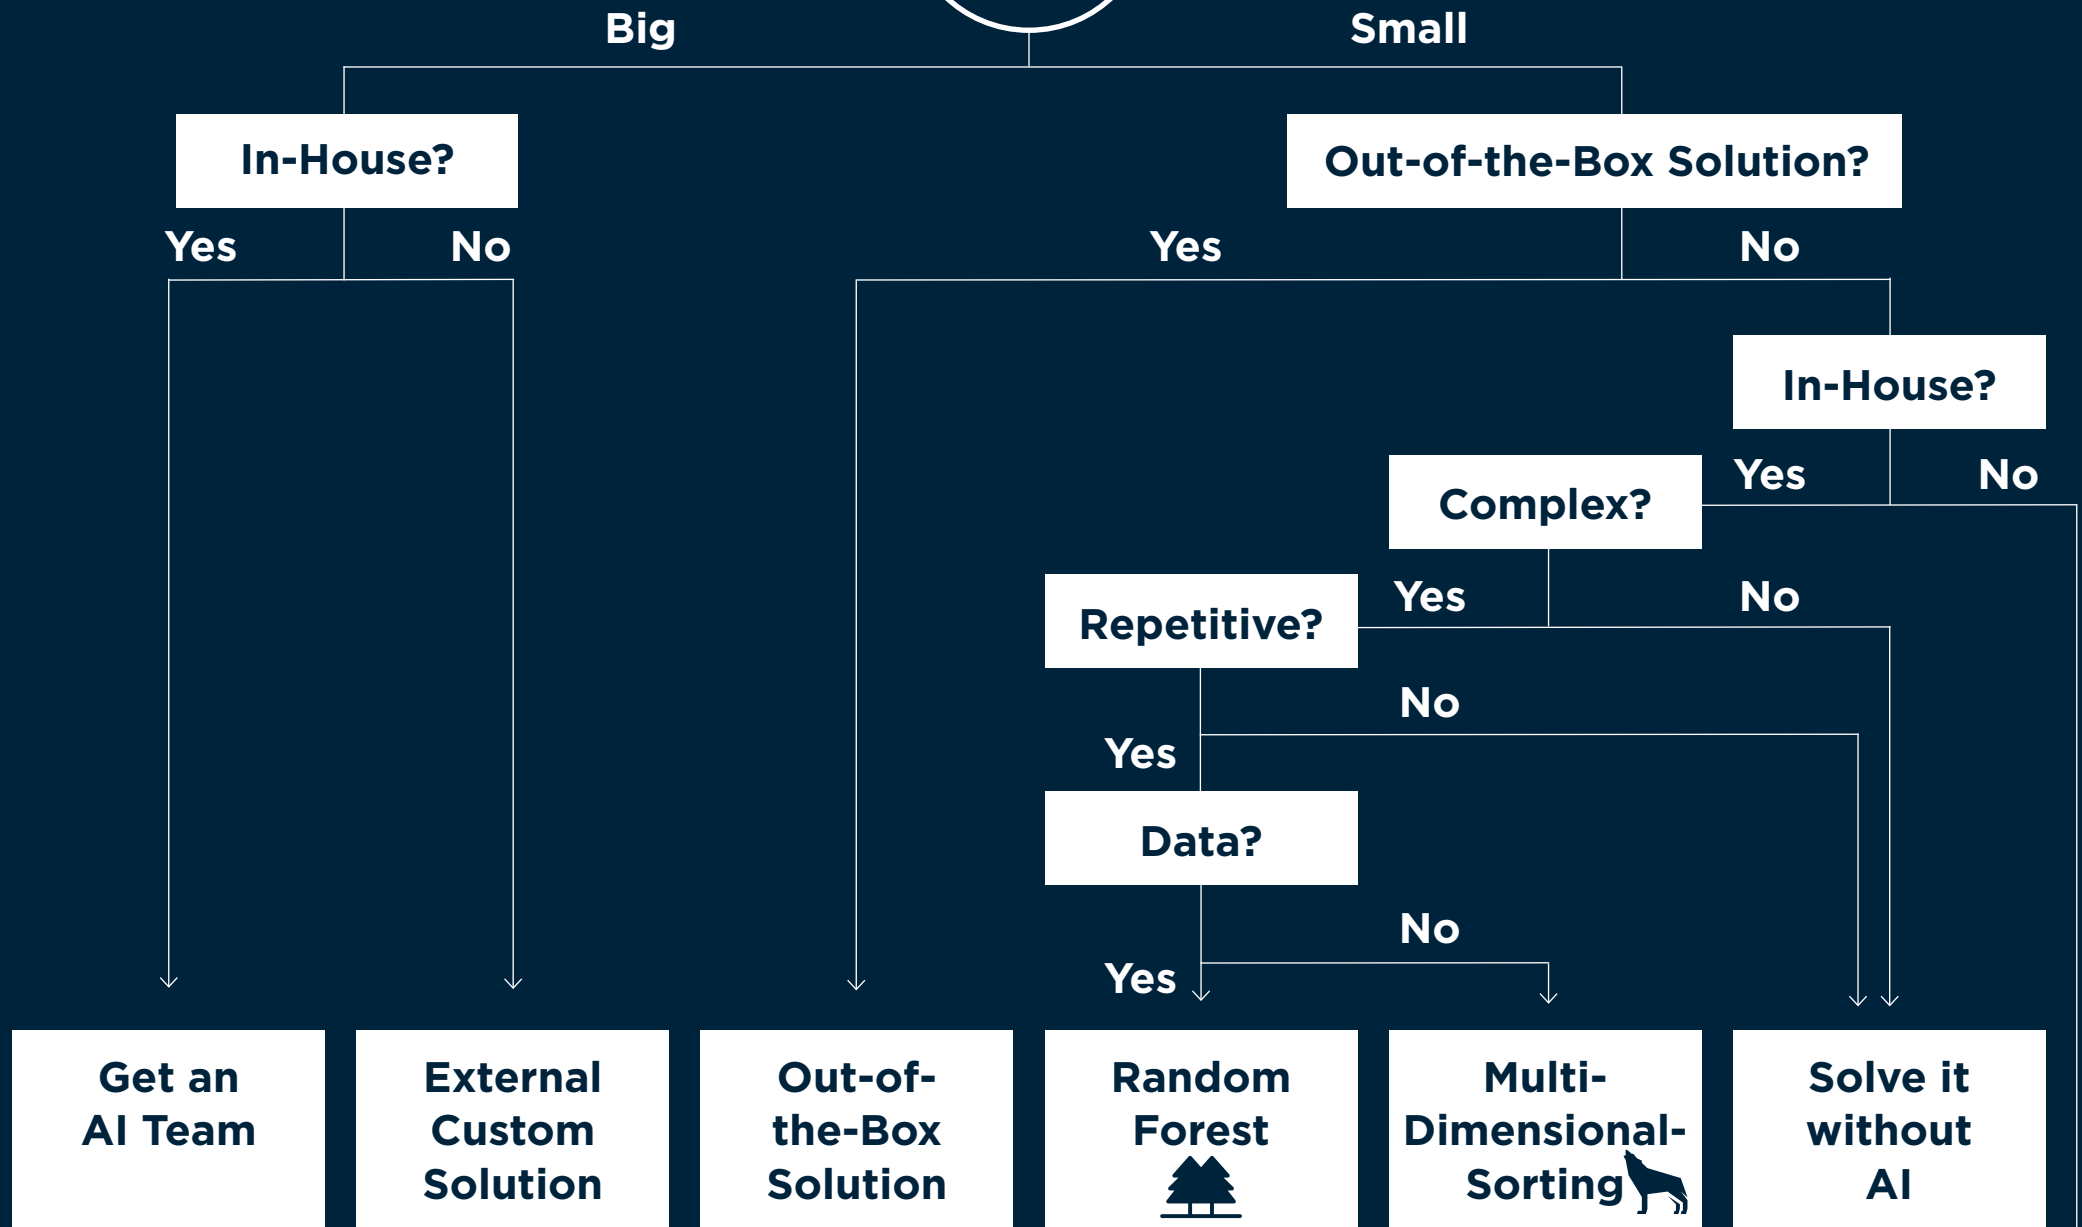 Big
Small
In-House?
Out-of-the-Box Solution?
Yes
No
Yes
No
In-House?
Yes
No
Complex?
Yes
No
Repetitive?
No
Yes
Data?
No
Yes
Get an
AI Team
External
Custom
Solution
Out-of-
the-Box
Solution
Random
Forest
Multi-
Dimensional-
Sorting
Solve it
without
AI